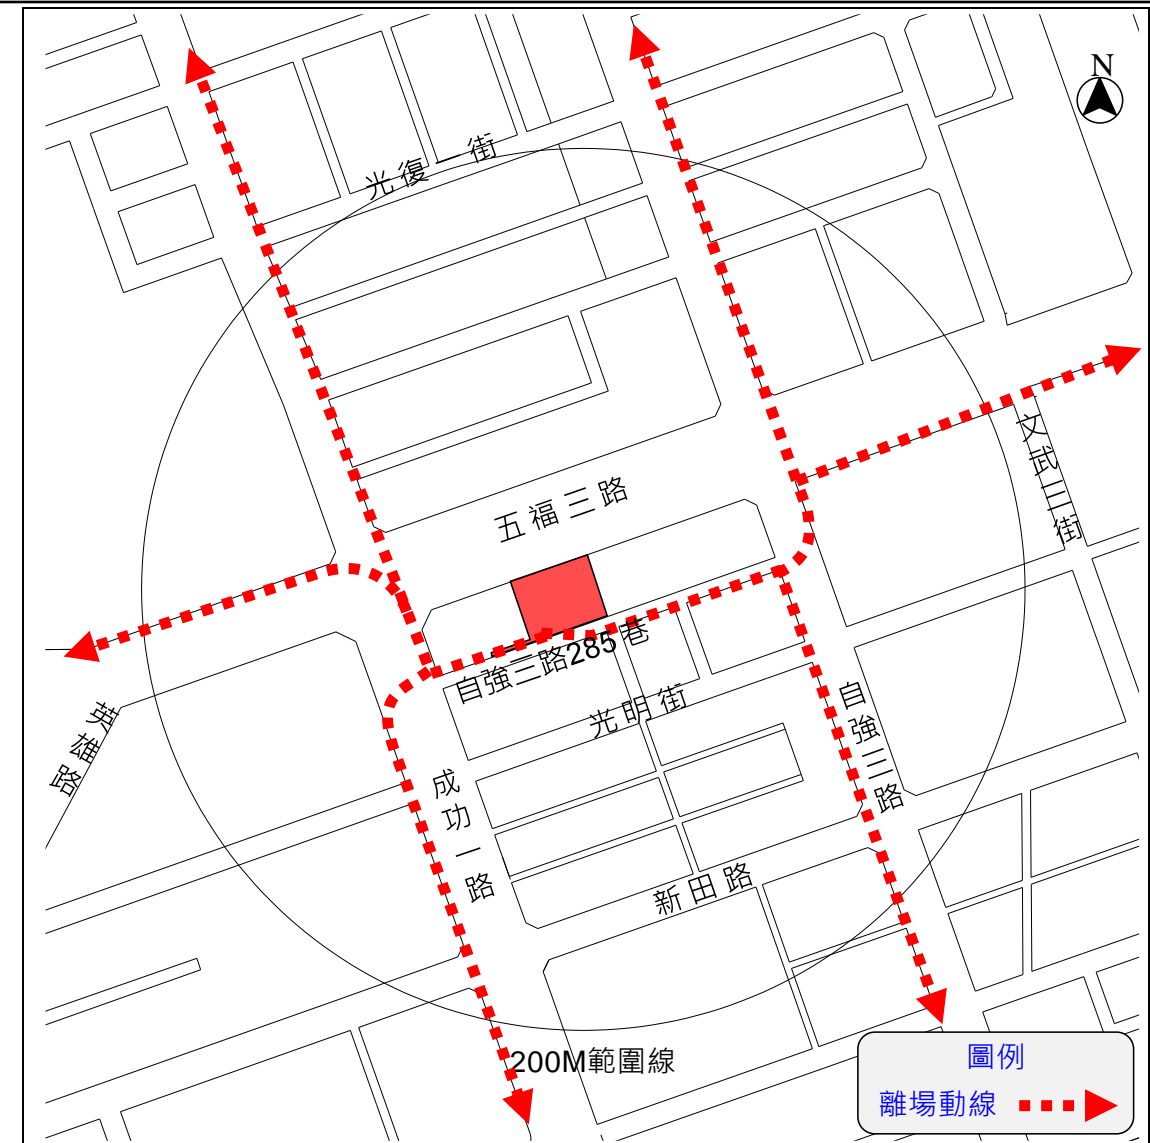 N
光復一街
文武三街
五福三路
自強三路285巷
光明街
英雄路
自強三路
成功一路
新田路
200M範圍線
圖例
離場動線